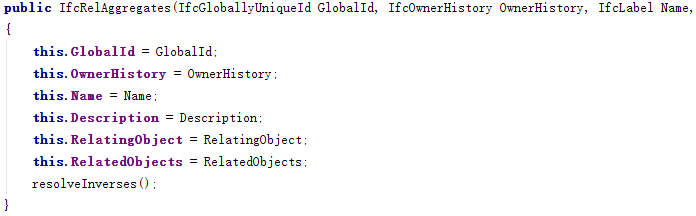 public IfcRelAggregates(IfcGloballyUniqueId GlobalId, IfcOwnerHistory OwnerHistory, IfcLabel Name,
{
this.GlobalId = GlobalId;
this.OwnerHistory = OwnerHistory;
this.Name = Name;
this.Description = Description;
this.RelatingObject = RelatingObject;
this.RelatedObjects = RelatedObjects;
resolveInverses();
}